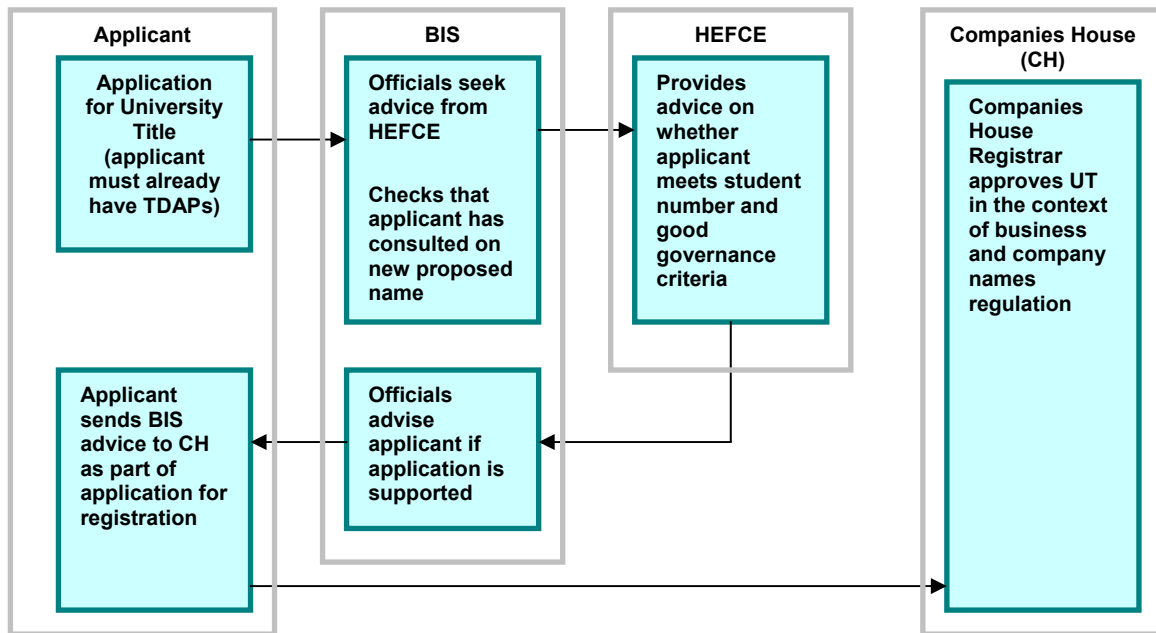 Applicant
Application
for University
Title
(applicant
must already
have TDAPs)
Applicant
sends BIS
advice to CH
as part of
application for
registration
BIS
Officials seek
advice from
HEFCE
Checks that
applicant has
consulted on
new proposed
name
Officials
advise
applicant if
application is
supported
HEFCE
Provides
advice on
whether
applicant
meets student
number and
good
governance
criteria
Companies House
(CH)
Companies
House
Registrar
approves UT
in the context
of business
and company
names
regulation